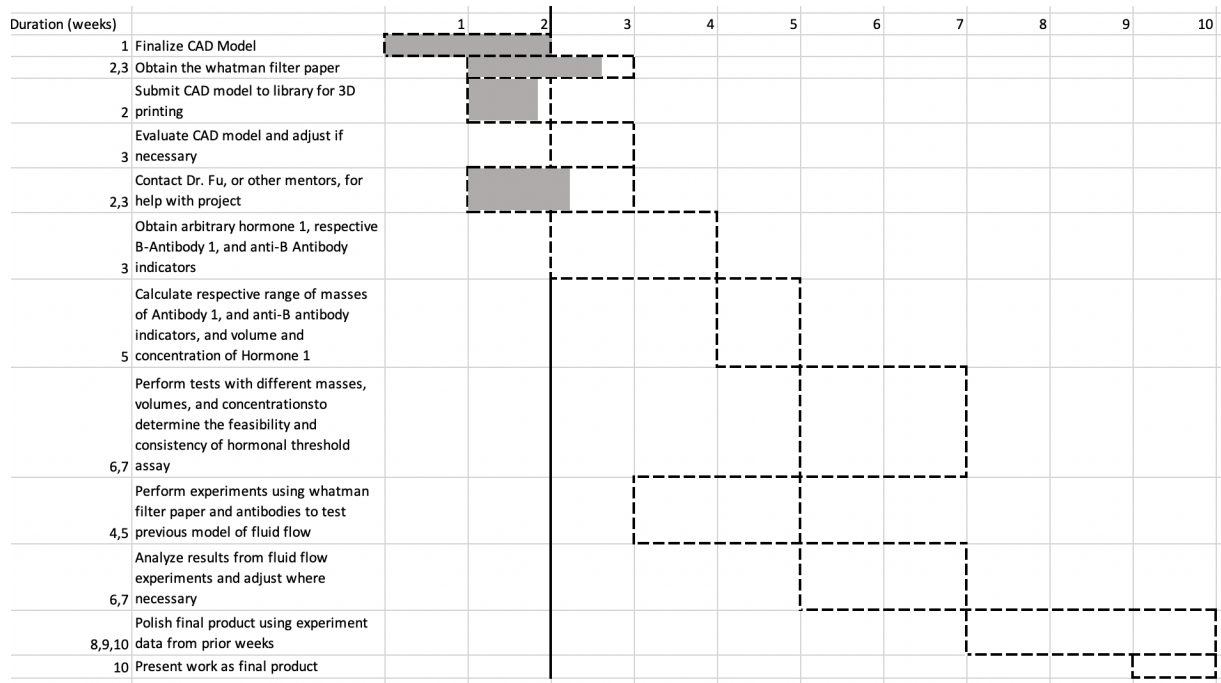 Duration (weeks) 1 2 3 4 5 6 7 8 9 10
1 Finalize CAD Model
2,3 Obtain the whatman filter paper
Submit CAD model to library for 3D
2 printing
Evaluate CAD model and adjust if
3 necessary
Contact Dr. Fu, or other mentors, for
2,3 help with project
Obtain arbitrary hormone 1, respective
B-Antibody 1, and anti-B Antibody
3 indicators
Calculate respective range of masses
of Antibody 1, and anti-B antibody
indicators, and volume and
5 concentration of Hormone 1
Perform tests with different masses,
volumes, and concentrationsto
determine the feasibility and
consistency of hormonal threshold
6,7 assay
Perform experiments using whatman
filter paper and antibodies to test
4,5 previous model of fluid flow
Analyze results from fluid flow
experiments and adjust where
6,7 necessary
Polish final product using experiment
8,9,10 data from prior weeks
10 Present work as final product